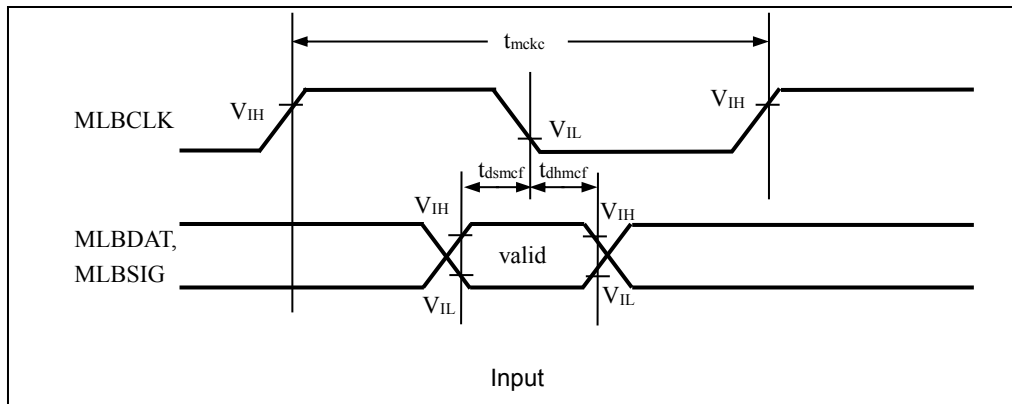 tmckc
VIH
MLBCLK
VIH
VIL
tdsmcf tdhmcf
VIH
VIH
MLBDAT,
MLBSIG
valid
VIL
VIL
Input